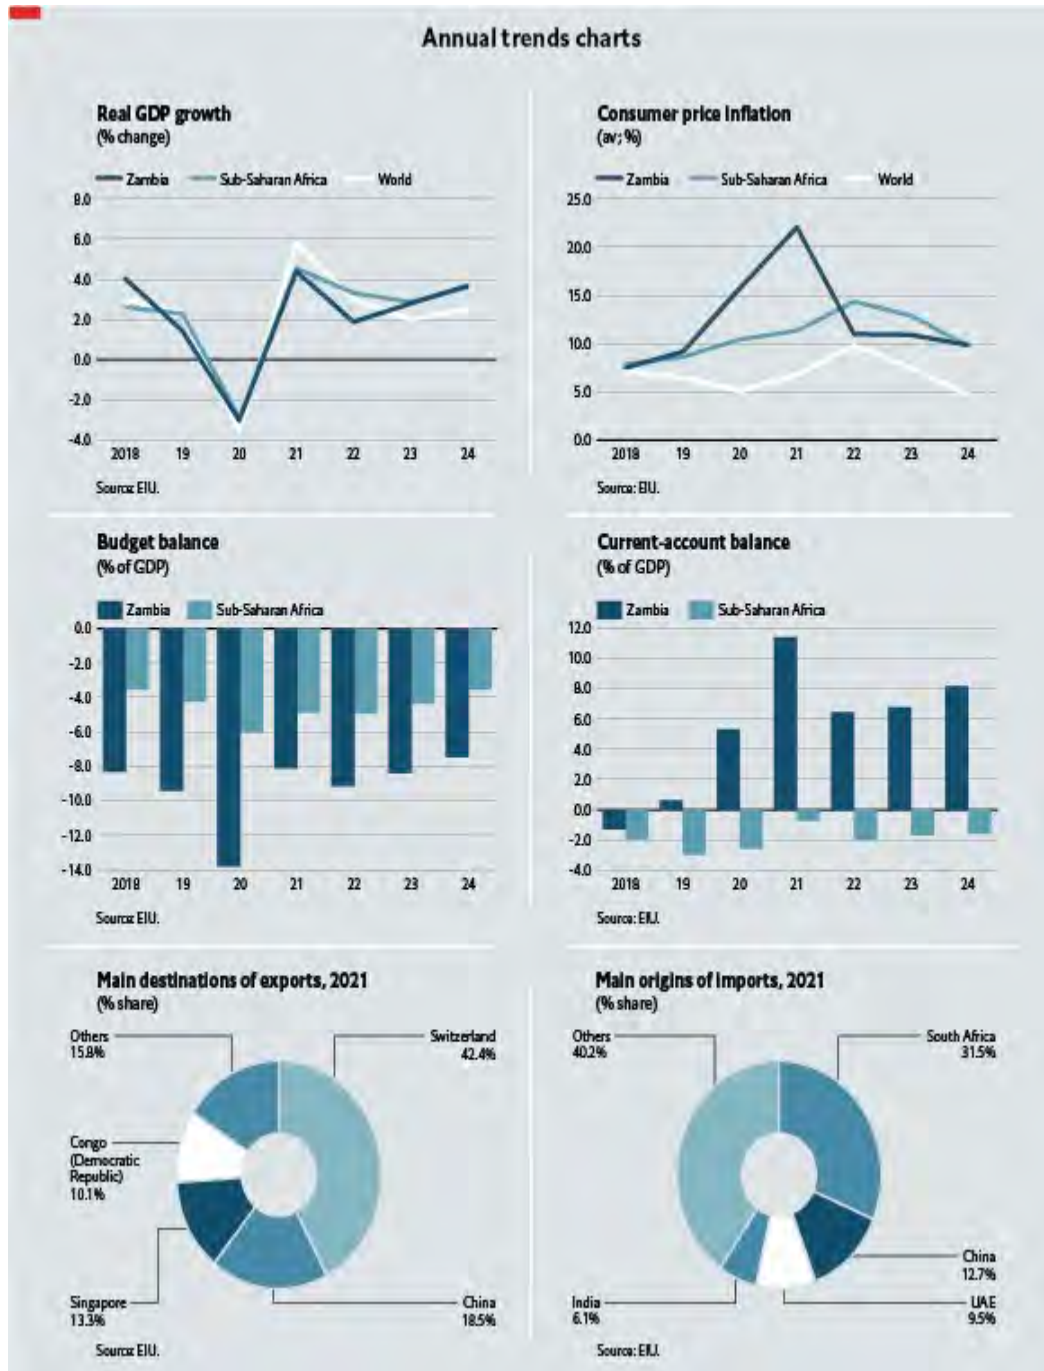 Annual trends charts
Real GDP growth
(% change)
Zambia Sub-Saharan Africa World
8.0
6.0
4.0
2.0
0.0
-2.0
-4.0
2018 19 20 21 22 23 24
Source: EIU.
Consumer price inflation
(av; %)
Zambia Sub-Saharan Africa World
25.0
20.0
15.0
10.0
5.0
0.0
2018 19 20 21 22 23 24
Source: EIU.
Budget balance
(% of GDP)
Zambia Sub-Saharan Africa
0.0
-2.0
-4.0
-6.0
-8.0
-10.0
-12.0
-14.0
2018 19 20 21 22 23 24
Source: EIU.
Current-account balance
(% of GDP)
Zambia Sub-Saharan Africa
12.0
10.0
8.0
6.0
4.0
2.0
0.0
-2.0
-4.0
2018 19 20 21 22 23 24
Source: EIU.
Main destinations of exports, 2021
(% share)
Others
15.8%
Switzerland
42.4%
Congo
(Democratic
Republic)
10.1%
Singapore
13.3%
China
18.5%
Source: EIU.
Main origins of imports, 2021
(% share)
Others
40.2%
South Africa
31.5%
China
12.7%
India
6.1%
UAE
9.5%
Source: EIU.